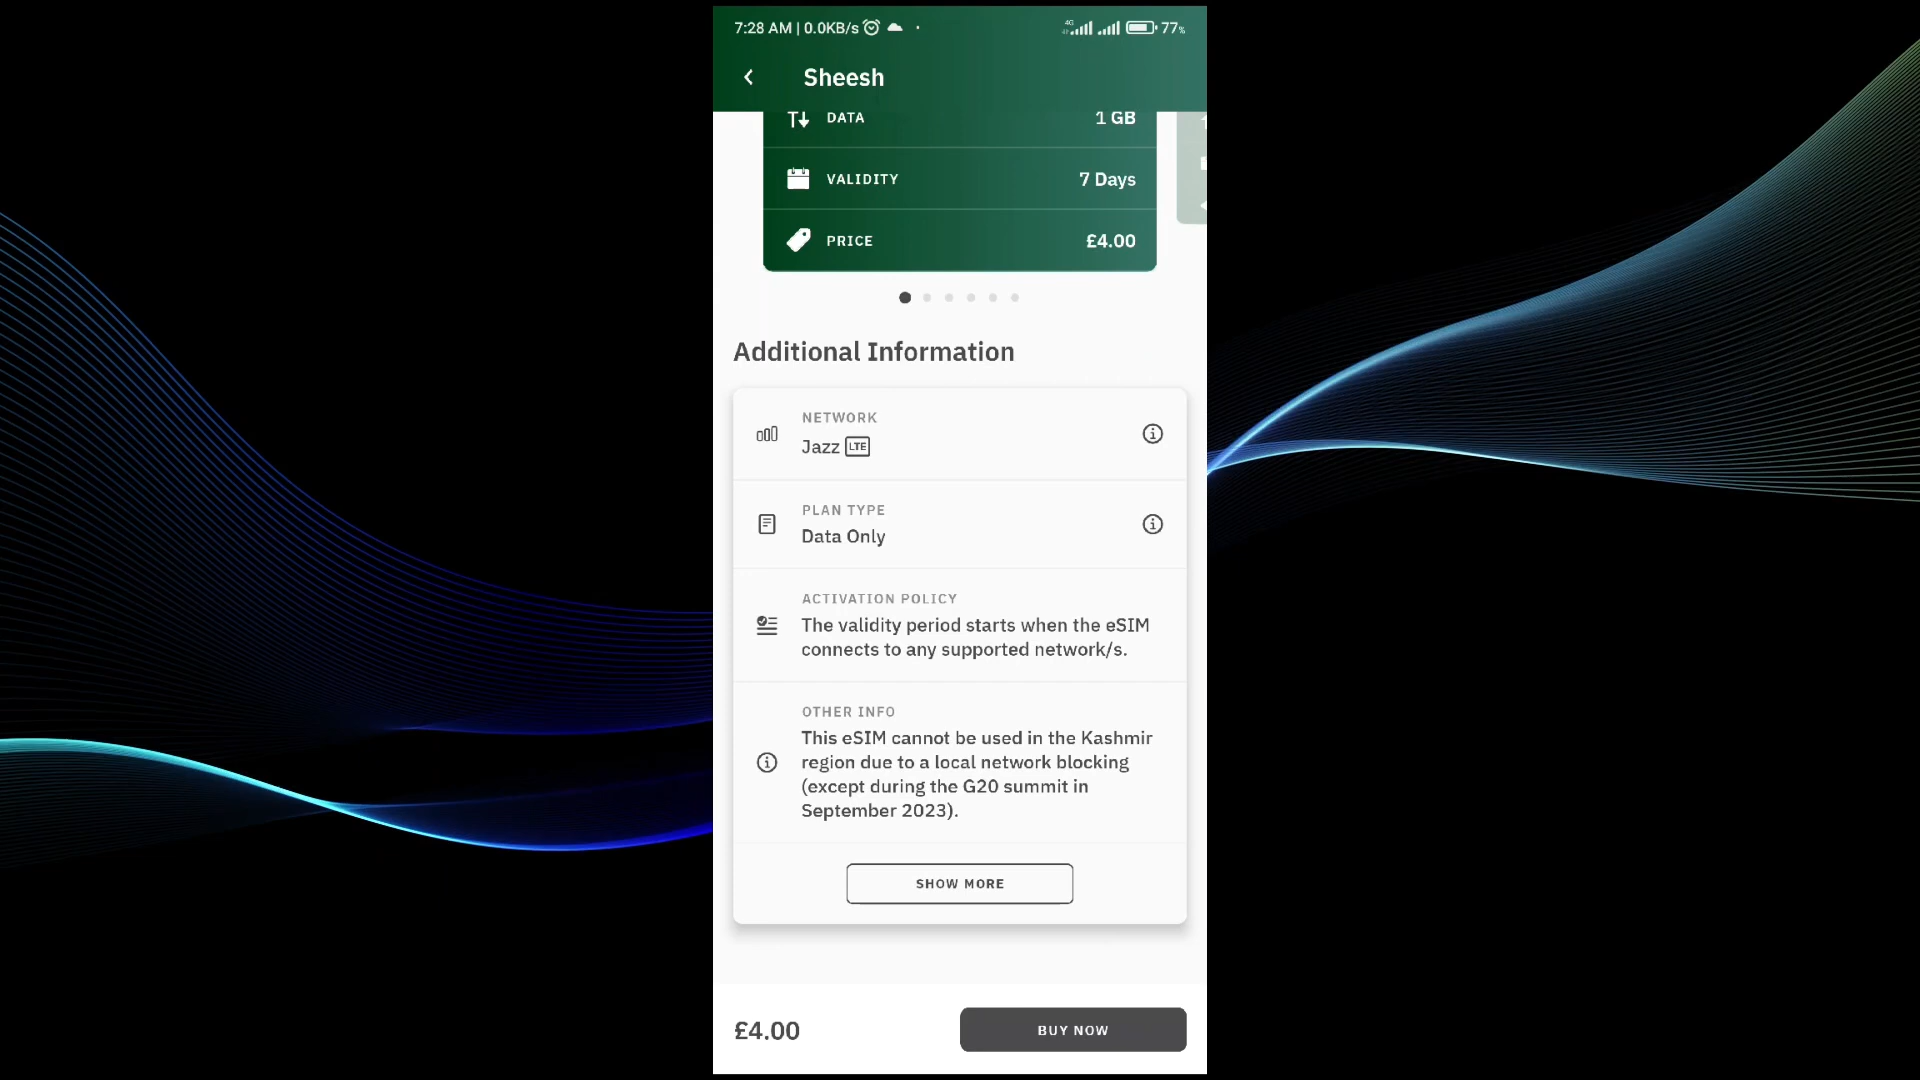 7:28 AM | 0.0KB/s
4G
77%
Sheesh
DATA 1 GB
VALIDITY 7 Days
PRICE £4.00
Additional Information
NETWORK
Jazz LTE
PLAN TYPE
Data Only
ACTIVATION POLICY
The validity period starts when the eSIM
connects to any supported network/s.
OTHER INFO
This eSIM cannot be used in the Kashmir
region due to a local network blocking
(except during the G20 summit in
September 2023).
SHOW MORE
£4.00
BUY NOW